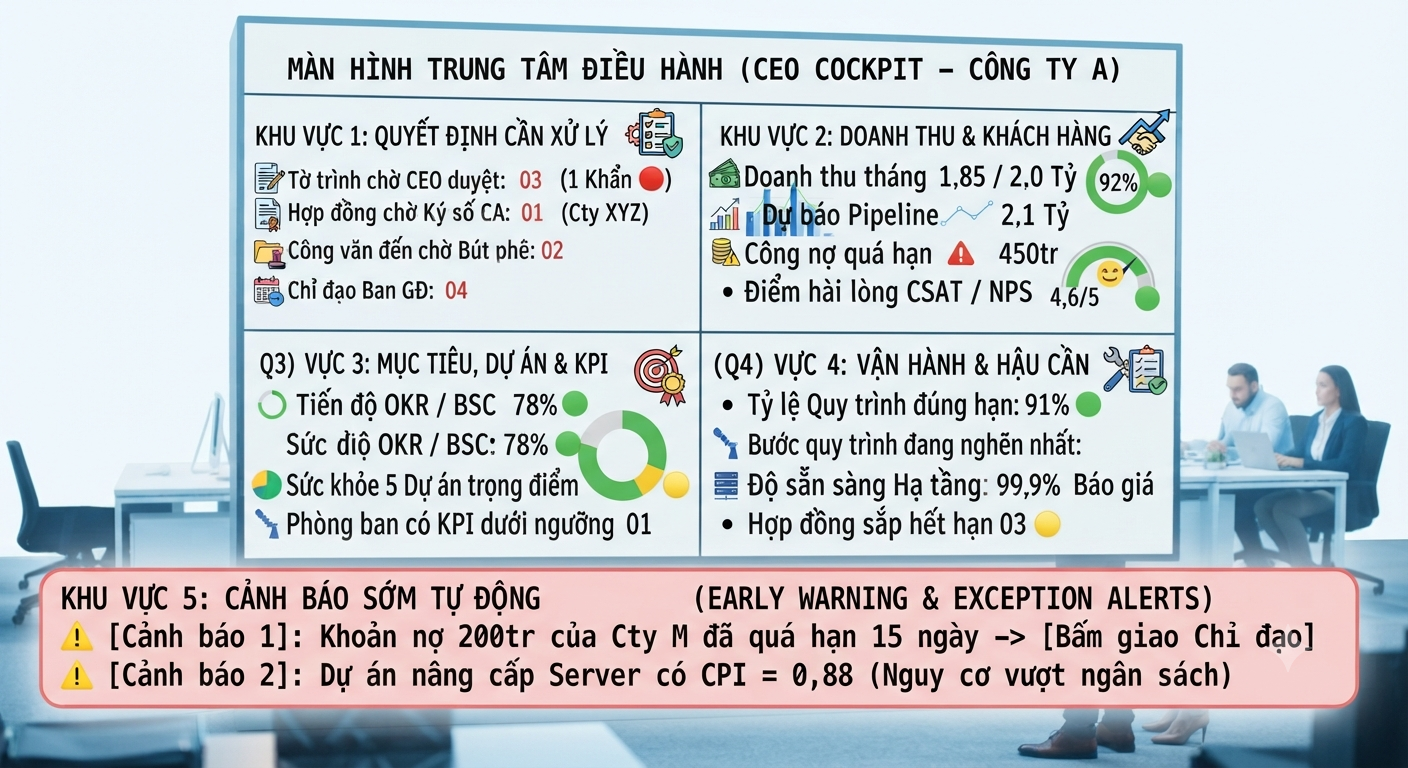 MÀN HÌNH TRUNG TÂM ĐIỀU HÀNH (CEO COCKPIT – CÔNG TY A)
KHU VỰC 1: QUYẾT ĐỊNH CẦN XỬ LÝ
Tờ trình chờ CEO duyệt: 03 (1 Khẩn 🔴)
Hợp đồng chờ Ký số CA: 01 (Cty XYZ)
Công văn đến chờ Bút phê: 02
Chỉ đạo Ban GĐ: 04
KHU VỰC 2: DOANH THU & KHÁCH HÀNG
Doanh thu tháng 1,85 / 2,0 Tỷ 92%
Dự báo Pipeline 2,1 Tỷ
Công nợ quá hạn 450tr
• Điểm hài lòng CSAT / NPS 4,6/5
Q3) VỰC 3: MỤC TIÊU, DỰ ÁN & KPI
Tiến độ OKR / BSC 78%
Sức điộ OKR / BSC: 78%
Sức khỏe 5 Dự án trọng điểm
Phòng ban có KPI dưới ngưỡng 01
(Q4) VỰC 4: VẬN HÀNH & HẬU CẦN
• Tỷ lệ Quy trình đúng hạn: 91%
Bước quy trình đang nghẽn nhất:
Độ sẵn sàng Hạ tầng: 99,9% Báo giá
• Hợp đồng sắp hết hạn 03
KHU VỰC 5: CẢNH BÁO SỚM TỰ ĐỘNG (EARLY WARNING & EXCEPTION ALERTS)
[Cảnh báo 1]: Khoản nợ 200tr của Cty M đã quá hạn 15 ngày –> [Bấm giao Chỉ đạo]
[Cảnh báo 2]: Dự án nâng cấp Server có CPI = 0,88 (Nguy cơ vượt ngân sách)